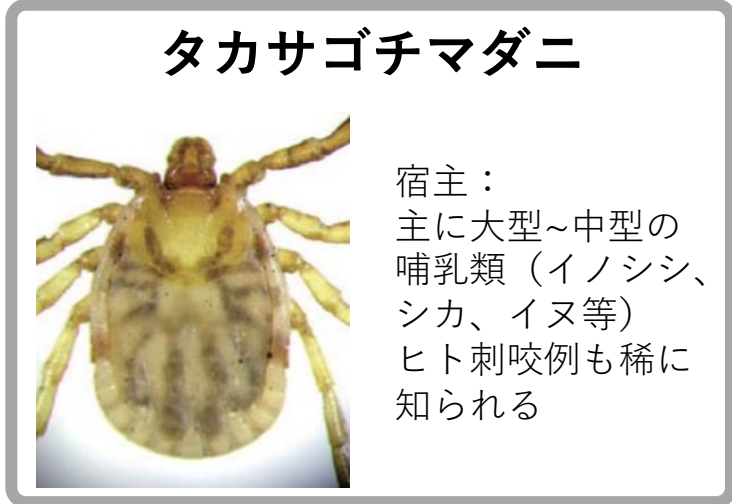 タカサゴチマダニ
宿主：
主に大型~中型の
哺乳類（イノシシ、
シカ、イヌ等）
ヒト刺咬例も稀に
知られる